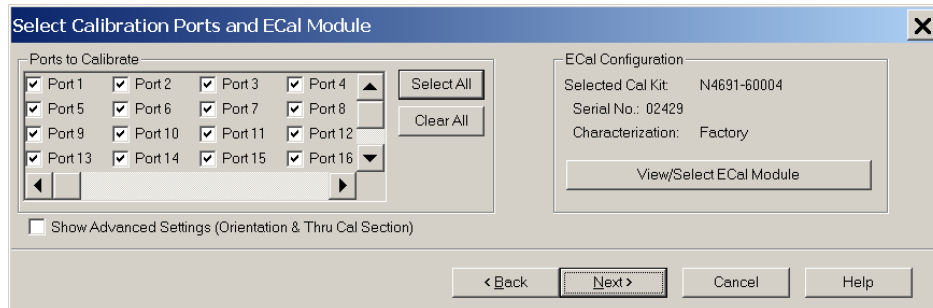 Select Calibration Ports and ECal Module
Ports to Calibrate
Port 1 Port 2 Port 3 Port 4
Port 5 Port 6 Port 7 Port 8
Port 9 Port 10 Port 11 Port 12
Port 13 Port 14 Port 15 Port 16
Select All
Clear All
Show Advanced Settings (Orientation & Thru Cal Section)
ECal Configuration
Selected Cal Kit: N4691-60004
Serial No.: 02429
Characterization: Factory
View/Select ECal Module
< Back Next > Cancel Help